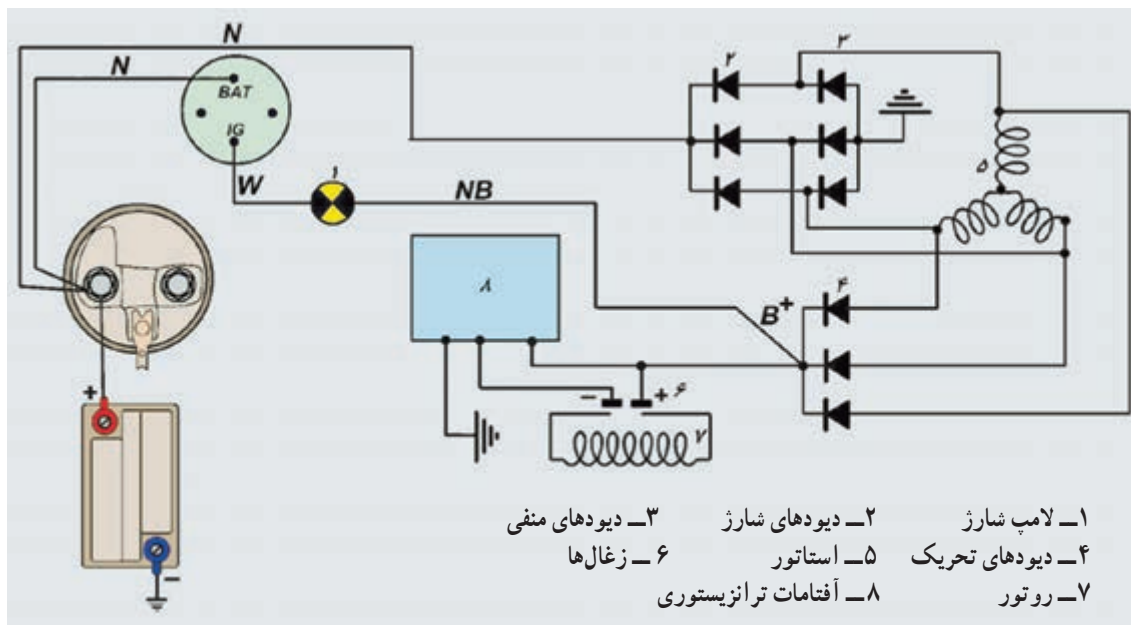 N
N
BAT
IG
W
۱
NB
۲
۳
۵
۸
B+
۴
+
−
+
۶
۷
−
۱ــ لامپ شارژ ۲ــ دیودهای شارژ ۳ــ دیودهای منفی
۴ــ دیودهای تحریک ۵ــ استاتور ۶ ــ زغال‌ها
۷ــ روتور ۸ــ آفتامات ترانزیستوری